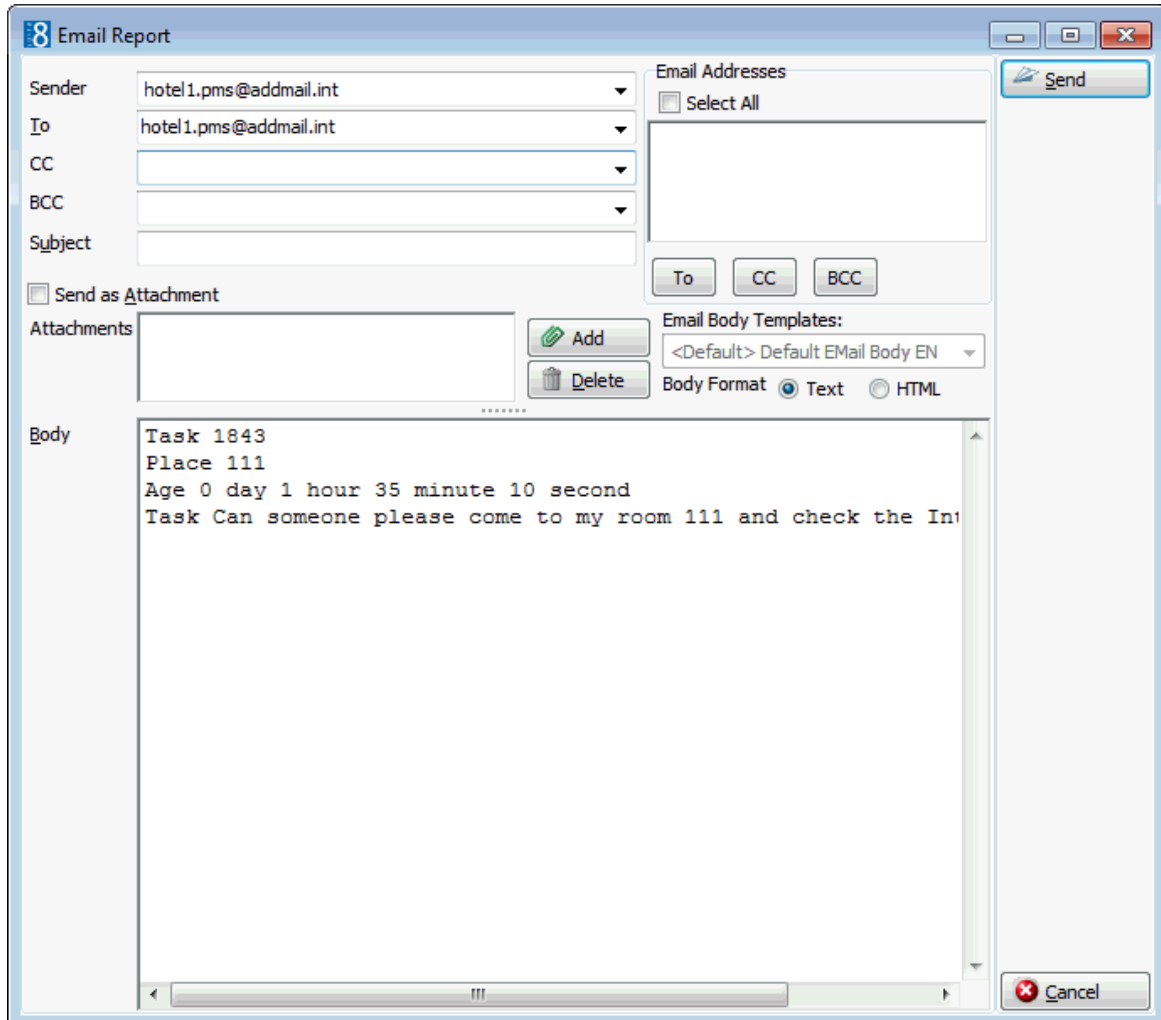 8 Email Report
Sender
hotel1.pms@addmail.int
To
hotel1.pms@addmail.int
CC
BCC
Subject
Send as Attachment
Attachments
Add
Delete
Email Addresses
Select All
To CC BCC
Email Body Templates:
<Default> Default EMail Body EN
Body Format Text HTML
Body
Task 1843
Place 111
Age 0 day 1 hour 35 minute 10 second
Task Can someone please come to my room 111 and check the Int
Send
Cancel